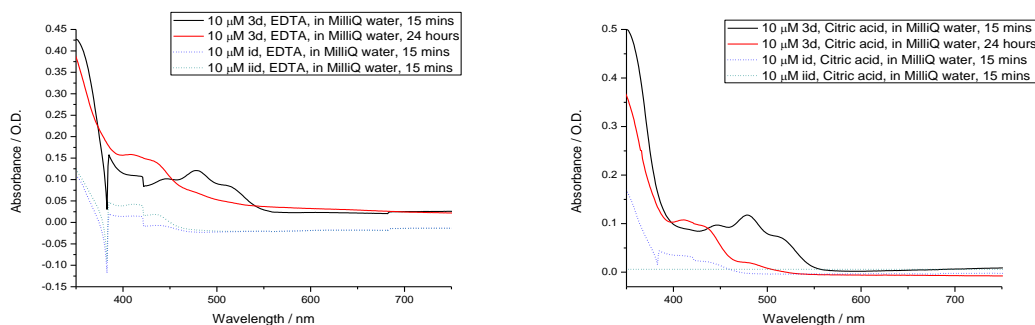 10 μM 3d, EDTA, in MilliQ water, 15 mins
10 μM 3d, EDTA, in MilliQ water, 24 hours
10 μM id, EDTA, in MilliQ water, 15 mins
10 μM iid, EDTA, in MilliQ water, 15 mins
0.45
0.40
0.35
0.30
0.25
0.20
0.15
0.10
0.05
0.00
-0.05
-0.10
-0.15
Absorbance / O.D.
400
500
600
700
Wavelength / nm
10 μM 3d, Citric acid, in MilliQ water, 15 mins
10 μM 3d, Citric acid, in MilliQ water, 24 hours
10 μM id, Citric acid, in MilliQ water, 15 mins
10 μM iid, Citric acid, in MilliQ water, 15 mins
0.5
0.4
0.3
0.2
0.1
0.0
Absorbance / O.D.
400
500
600
700
Wavelength / nm